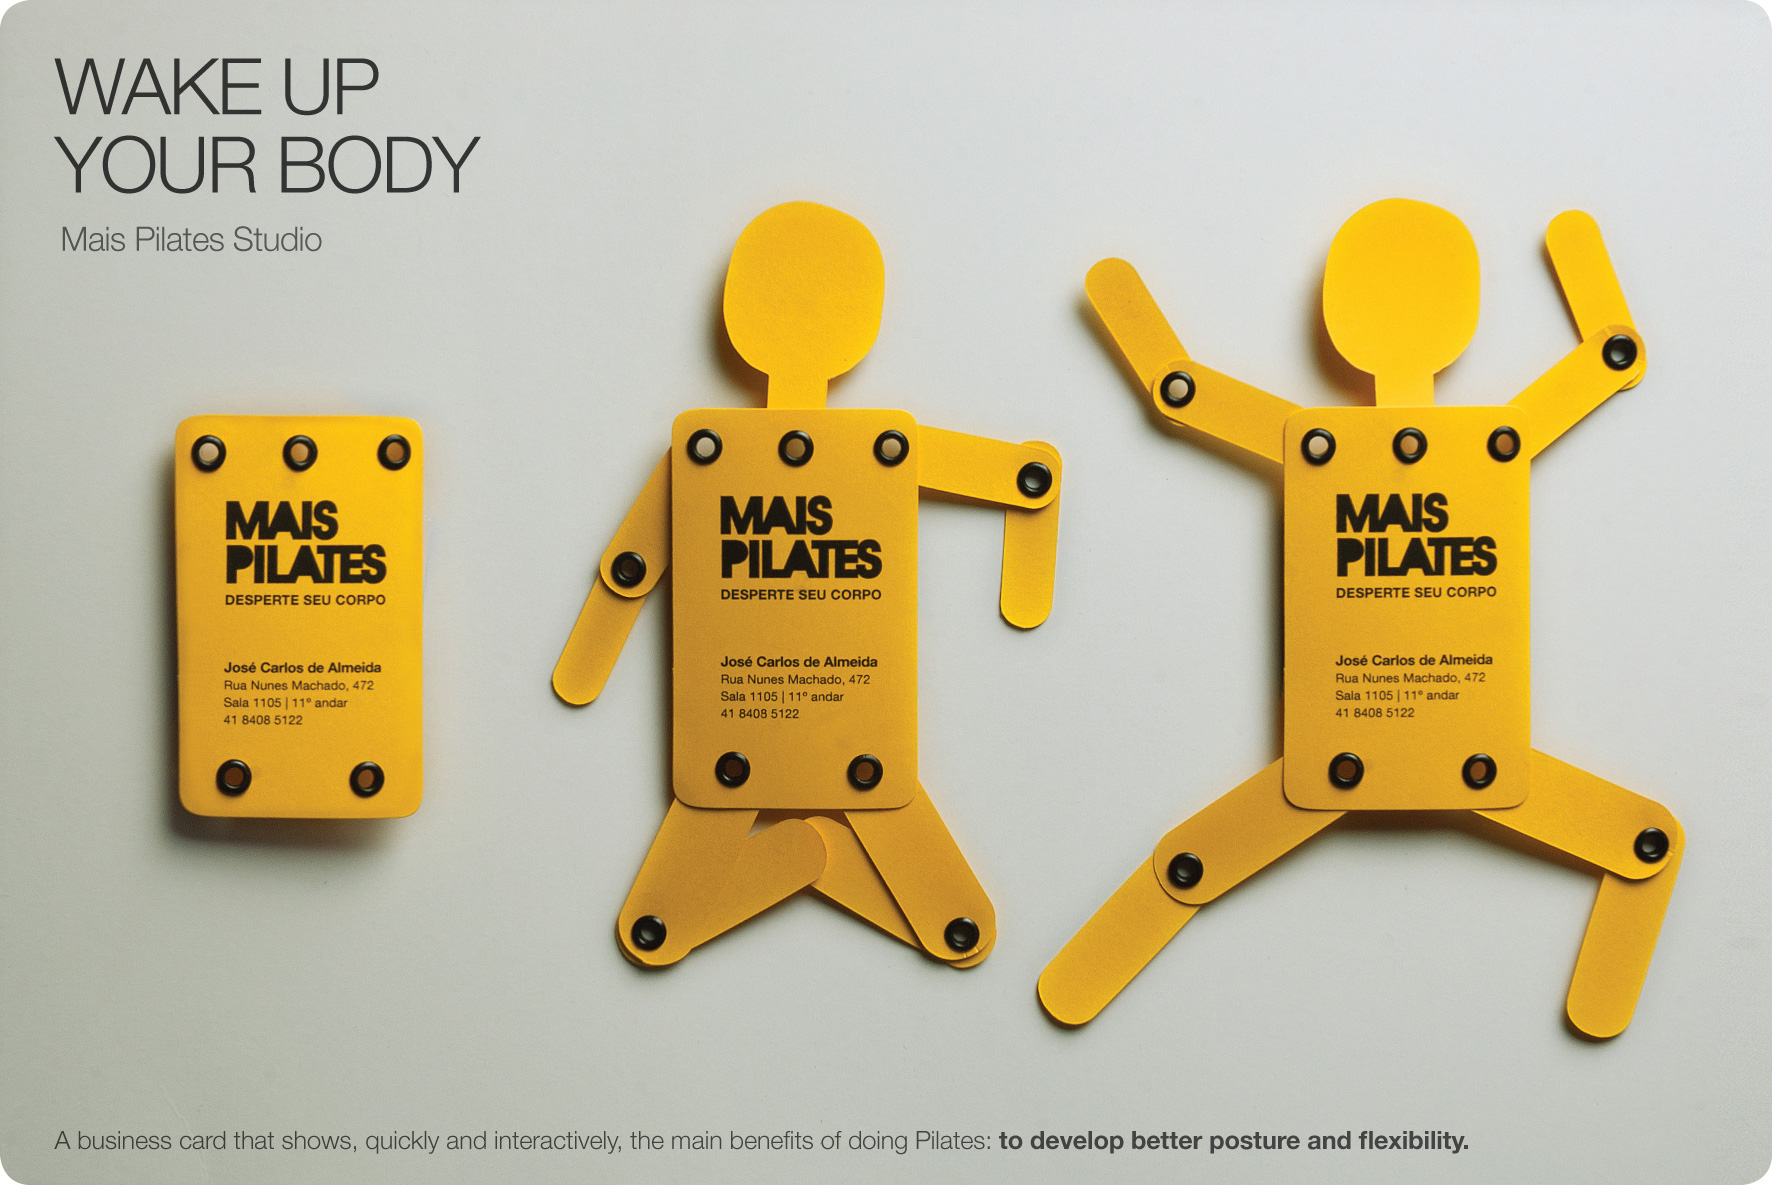 WAKE UP
YOUR BODY
Mais Pilates Studio
MAIS
PILATES
DESPERTE SEU CORPO
José Carlos de Almeida
Rua Nunes Machado, 472
Sala 1105 | 11º andar
41 8408 5122
MAIS
PILATES
DESPERTE SEU CORPO
José Carlos de Almeida
Rua Nunes Machado, 472
Sala 1105 | 11º andar
41 8408 5122
MAIS
PILATES
DESPERTE SEU CORPO
José Carlos de Almeida
Rua Nunes Machado, 472
Sala 1105 | 11º andar
41 8408 5122
A business card that shows, quickly and interactively, the main benefits of doing Pilates: to develop better posture and flexibility.